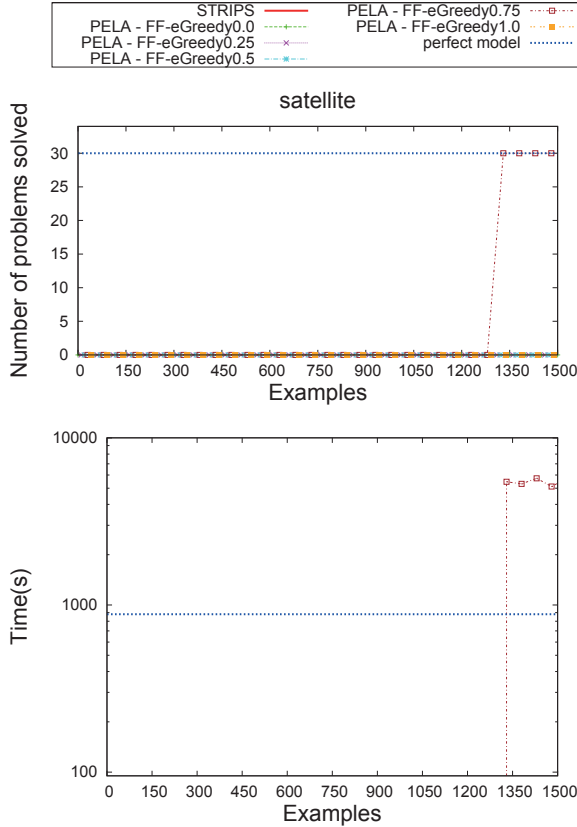 STRIPS
PELA - FF-eGreedy0.0
PELA - FF-eGreedy0.25
PELA - FF-eGreedy0.5
PELA - FF-eGreedy0.75
PELA - FF-eGreedy1.0
perfect model
satellite
Number of problems solved
30
25
20
15
10
5
0
0 150 300 450 600 750 900 1050 1200 1350 1500
Examples
Time(s)
10000
1000
100
0 150 300 450 600 750 900 1050 1200 1350 1500
Examples